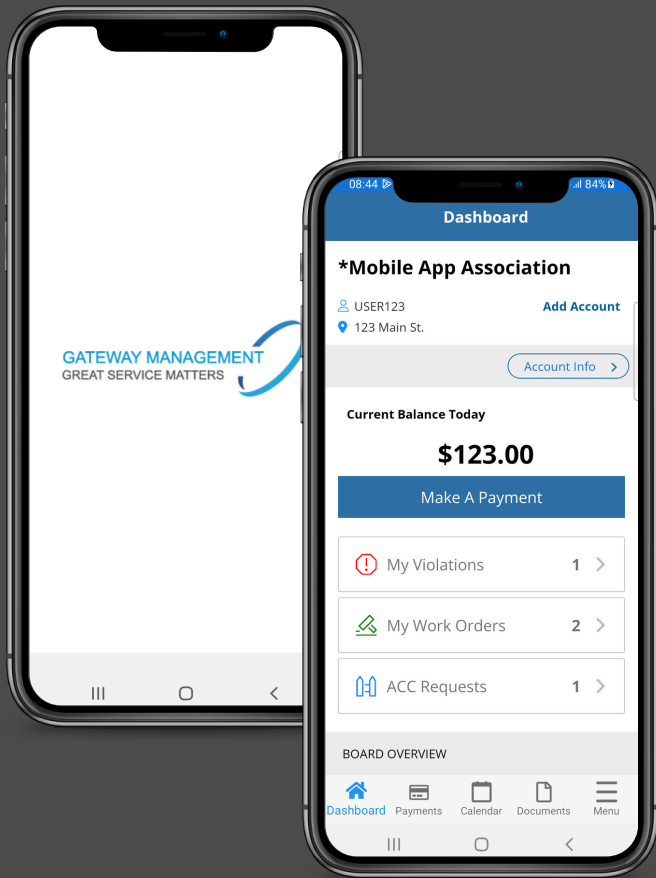 GATEWAY MANAGEMENT
GREAT SERVICE MATTERS
08:44
84%
Dashboard
*Mobile App Association
USER123
Add Account
123 Main St.
Account Info
Current Balance Today
$123.00
Make A Payment
My Violations 1
My Work Orders 2
ACC Requests 1
BOARD OVERVIEW
Dashboard Payments Calendar Documents Menu